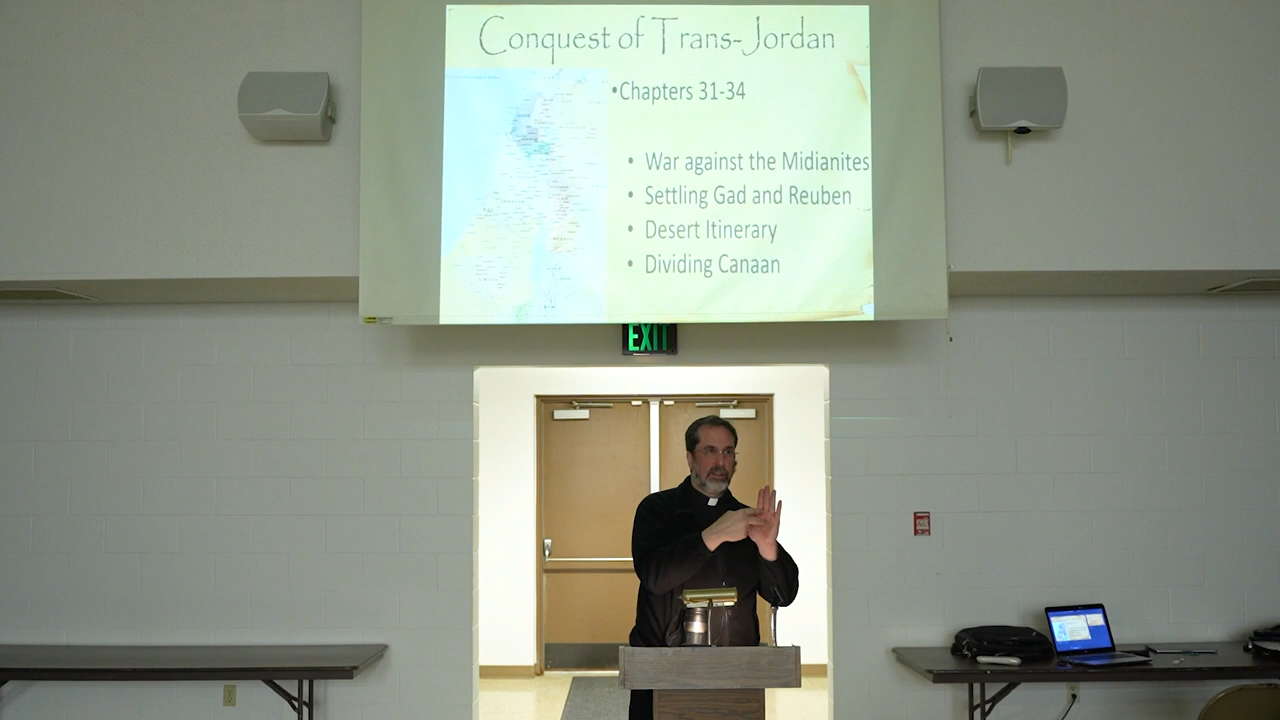 Conquest of Trans-Jordan
•Chapters 31-34
• War against the Midianites
• Settling Gad and Reuben
• Desert Itinerary
• Dividing Canaan
EXIT